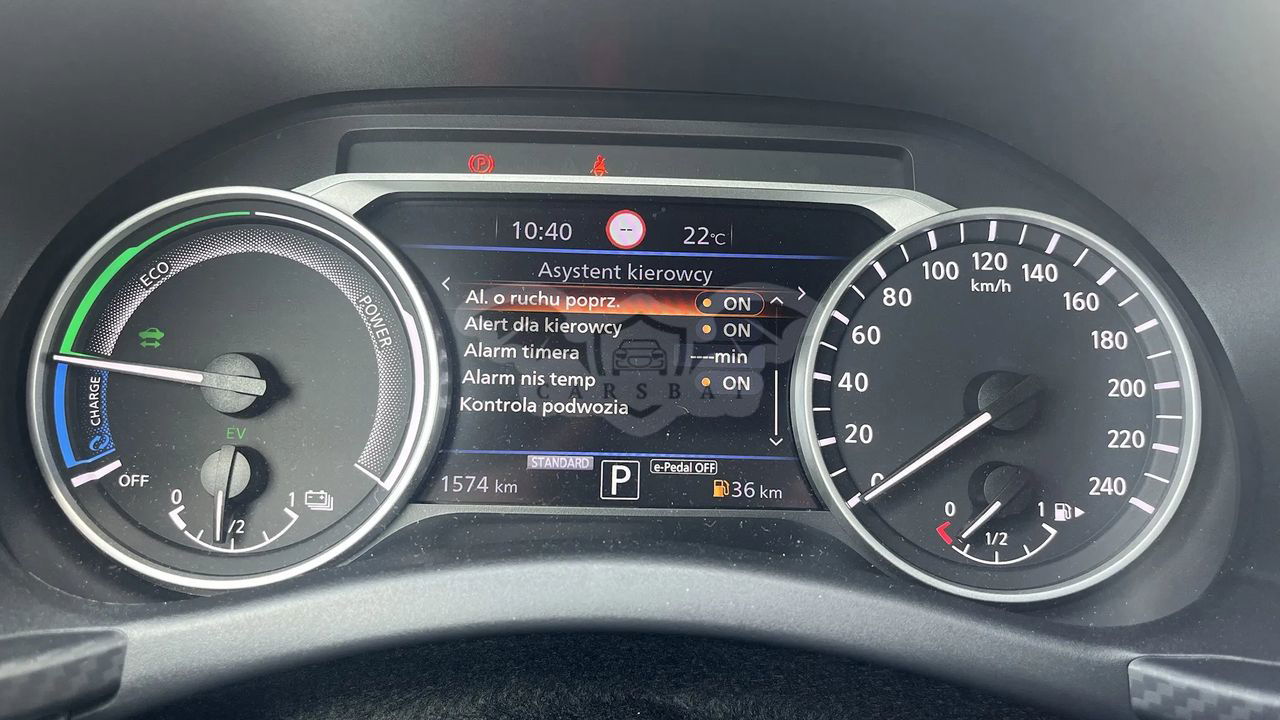 10:40 -- 22°C
Asystent kierowcy
Al. o ruchu poprz. ON
Alert dla kierowcy ON
Alarm timera ----min
Alarm nis temp ON
Kontrola podwozia
CARSBAT
STANDARD P e-Pedal OFF
1574 km 36 km
ECO
POWER
CHARGE
OFF
EV
0 1/2 1
0 20 40 60 80 100 120 140 160 180 200 220 240
km/h
0 1/2 1
P